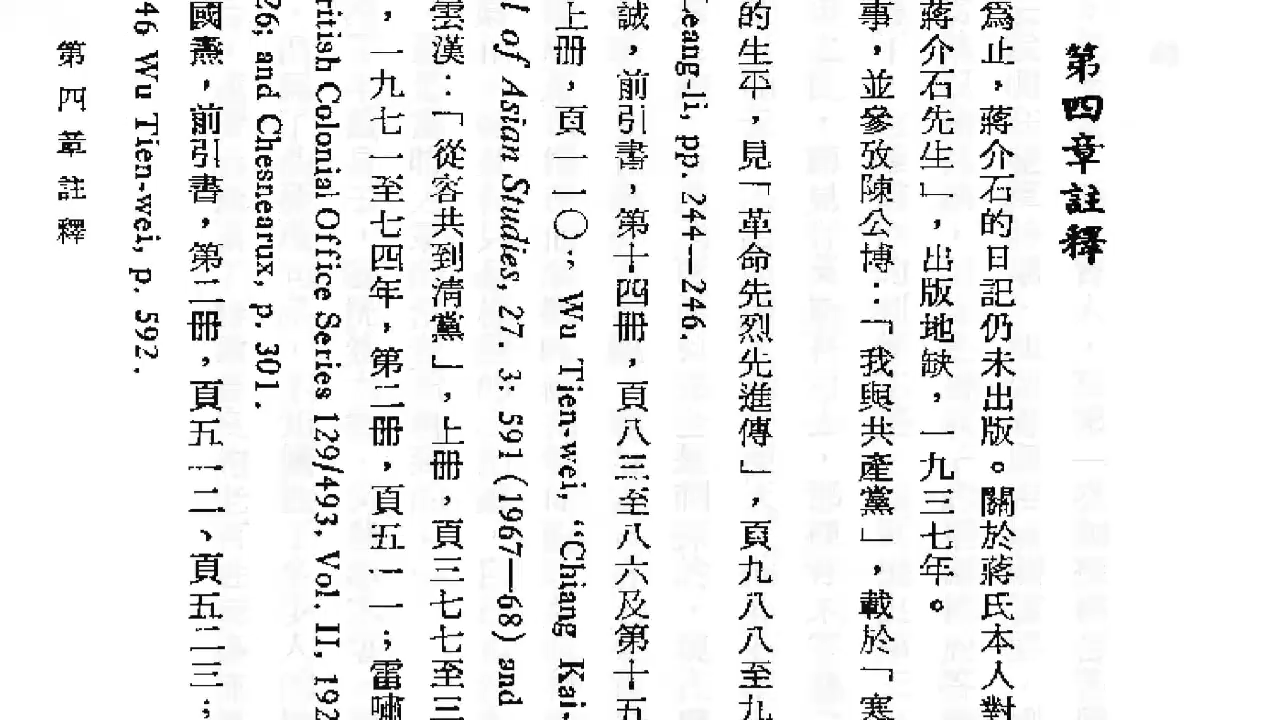 第四章註釋
為止，蔣介石的日記仍未出版。關於蔣氏本人對
蔣介石先生」，出版地缺，一九三七年。
事，並參攷陳公博：「我與共產黨」，載於「寒
的生平，見「革命先烈先進傳」，頁九八八至九
Leang-li, pp. 244—246.
誠，前引書，第十四冊，頁八三至八六及第十五
上册，頁一一〇；Wu Tien-wei, “Chiang Kai-
of Asian Studies, 27. 3: 591 (1967—68) and
雲漢：「從容共到清黨」，上冊，頁三七七至三
，一九七一至七四年，第二冊，頁五一一；雷嘯
British Colonial Office Series 129/493, Vol. II, 192
26; and Chesnearux, p. 301.
國燾，前引書，第二冊，頁五一二、頁五二三；
46 Wu Tien-wei, p. 592.
第四章註釋